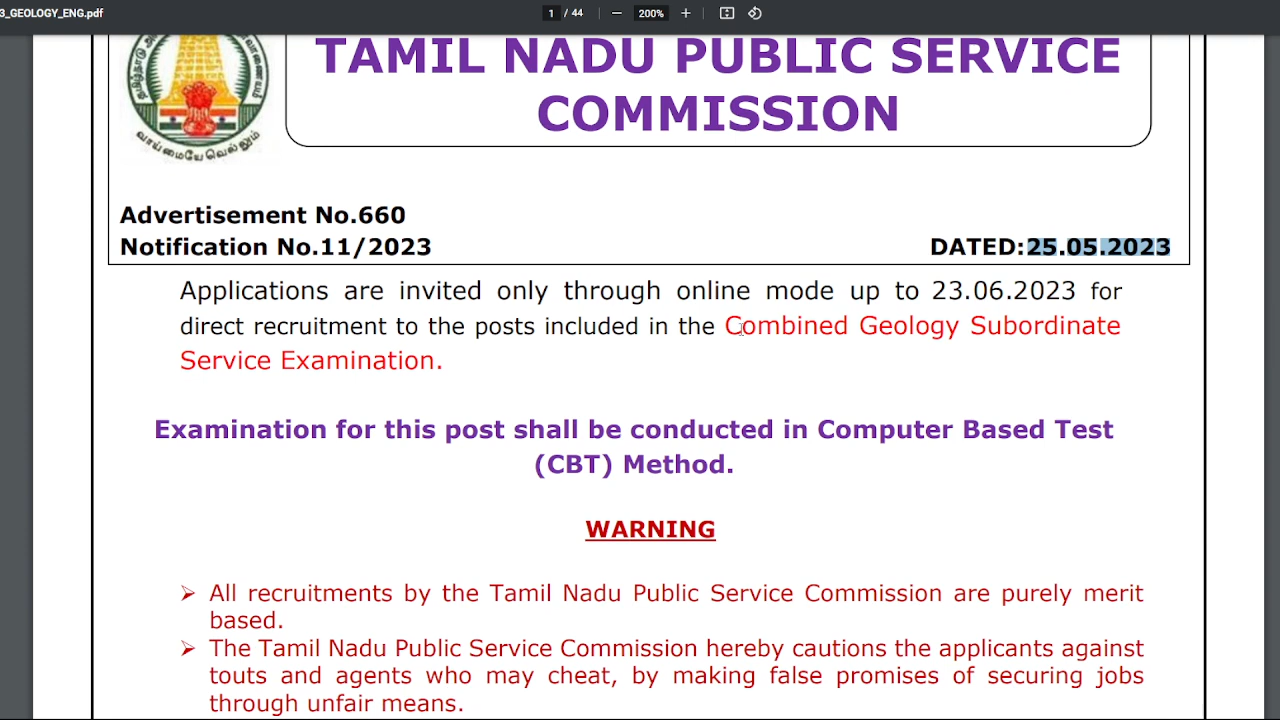 3_GEOLOGY_ENG.pdf
1 / 44
200%
TAMIL NADU PUBLIC SERVICE
COMMISSION
வாய்மையே வெல்லும்
Advertisement No.660
Notification No.11/2023
DATED:25.05.2023
Applications are invited only through online mode up to 23.06.2023 for
direct recruitment to the posts included in the Combined Geology Subordinate
Service Examination.
Examination for this post shall be conducted in Computer Based Test
(CBT) Method.
WARNING
➢ All recruitments by the Tamil Nadu Public Service Commission are purely merit
based.
➢ The Tamil Nadu Public Service Commission hereby cautions the applicants against
touts and agents who may cheat, by making false promises of securing jobs
through unfair means.